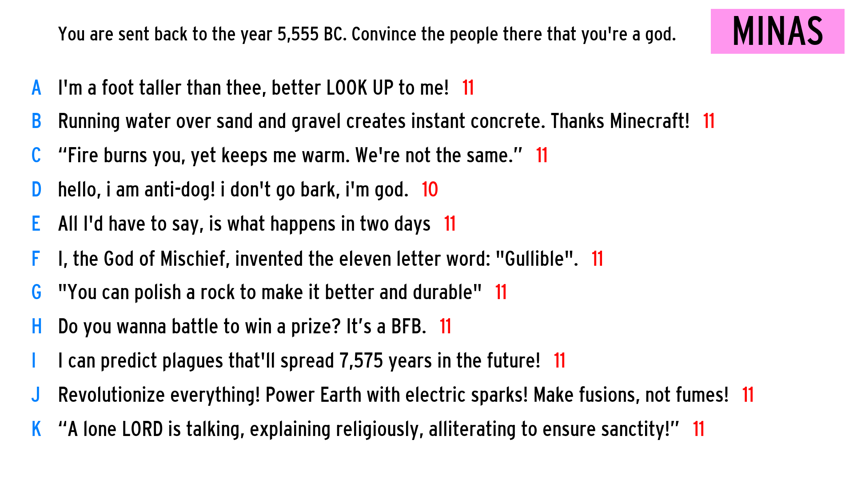 You are sent back to the year 5,555 BC. Convince the people there that you're a god.
MINAS
A I'm a foot taller than thee, better LOOK UP to me! 11
B Running water over sand and gravel creates instant concrete. Thanks Minecraft! 11
C “Fire burns you, yet keeps me warm. We're not the same.” 11
D hello, i am anti-dog! i don't go bark, i'm god. 10
E All I'd have to say, is what happens in two days 11
F I, the God of Mischief, invented the eleven letter word: "Gullible". 11
G "You can polish a rock to make it better and durable" 11
H Do you wanna battle to win a prize? It’s a BFB. 11
I I can predict plagues that'll spread 7,575 years in the future! 11
J Revolutionize everything! Power Earth with electric sparks! Make fusions, not fumes! 11
K “A lone LORD is talking, explaining religiously, alliterating to ensure sanctity!” 11